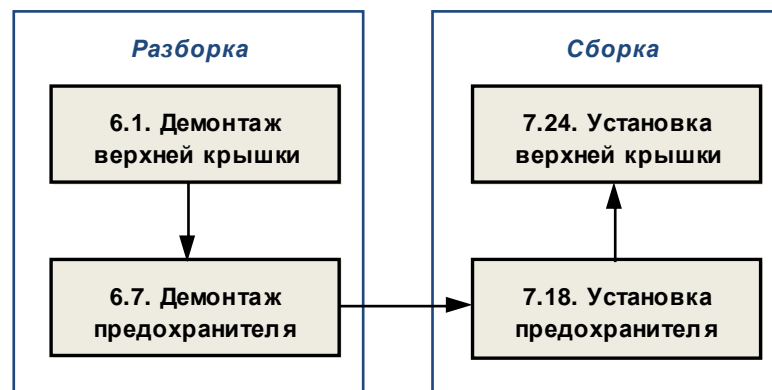 Разборка
6.1. Демонтаж
верхней крышки
6.7. Демонтаж
предохранителя
Сборка
7.24. Установка
верхней крышки
7.18. Установка
предохранителя